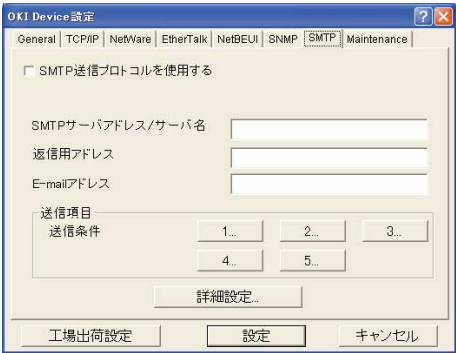 OKI Device設定
General TCP/IP NetWare EtherTalk NetBEUI SNMP SMTP Maintenance
SMTP送信プロトコルを使用する
SMTPサーバアドレス/サーバ名
返信用アドレス
E-mailアドレス
送信項目
送信条件 1... 2... 3...
4... 5...
詳細設定...
工場出荷設定 設定 キャンセル